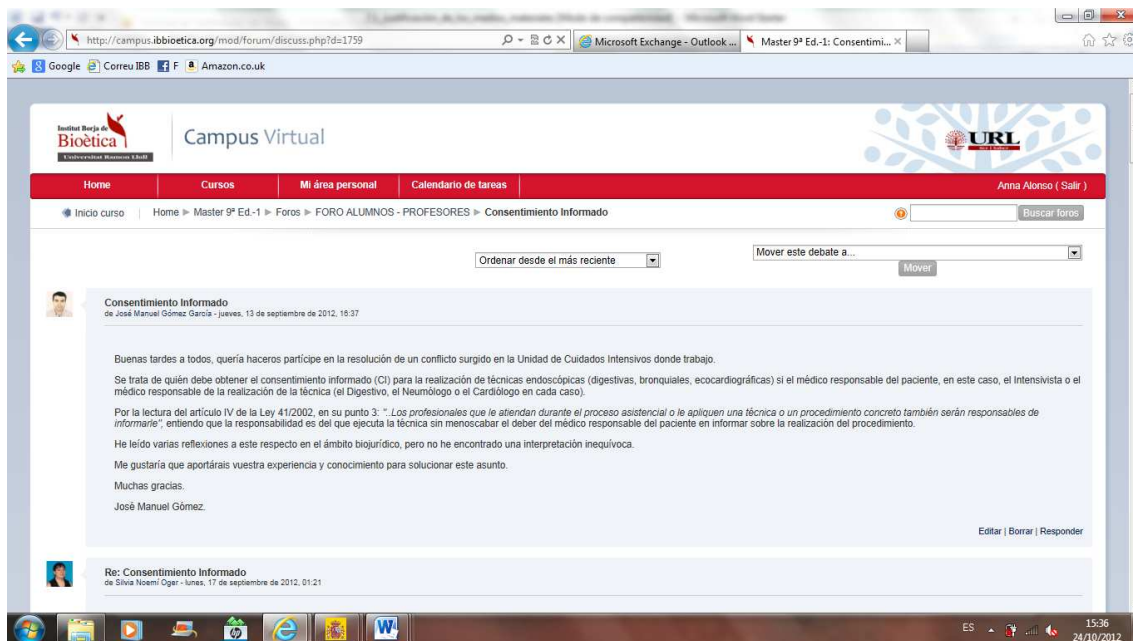 http://campus.ibbioetica.org/mod/forum/discuss.php?d=1759
Microsoft Exchange - Outlook ...
Master 9ª Ed.-1: Consentimi...
Google
Correu IBB
F
Amazon.co.uk
Institut Borja de
Bioètica
Universitat Ramon Llull
Campus Virtual
URL
Home
Cursos
Mi área personal
Calendario de tareas
Anna Alonso ( Salir )
Inicio curso
Home ► Master 9ª Ed.-1 ► Foros ► FORO ALUMNOS - PROFESORES ► Consentimiento Informado
Buscar foros
Ordenar desde el más reciente
Mover este debate a...
Mover
Consentimiento Informado
de José Manuel Gómez García - jueves, 13 de septiembre de 2012, 16:37
Buenas tardes a todos, quería haceros partícipe en la resolución de un conflicto surgido en la Unidad de Cuidados Intensivos donde trabajo.
Se trata de quién debe obtener el consentimiento informado (CI) para la realización de técnicas endoscópicas (digestivas, bronquiales, ecocardiográficas) si el médico responsable del paciente, en este caso, el Intensivista o el
médico responsable de la realización de la técnica (el Digestivo, el Neumólogo o el Cardiólogo en cada caso).
Por la lectura del artículo IV de la Ley 41/2002, en su punto 3: "..Los profesionales que le atiendan durante el proceso asistencial o le apliquen una técnica o un procedimiento concreto también serán responsables de
informarle", entiendo que la responsabilidad es del que ejecuta la técnica sin menoscabar el deber del médico responsable del paciente en informar sobre la realización del procedimiento.
He leído varias reflexiones a este respecto en el ámbito biojurídico, pero no he encontrado una interpretación inequívoca.
Me gustaría que aportárais vuestra experiencia y conocimiento para solucionar este asunto.
Muchas gracias.
José Manuel Gómez.
Editar | Borrar | Responder
Re: Consentimiento Informado
de Silvia Noemí Oger - lunes, 17 de septiembre de 2012, 01:21
ES
15:36
24/10/2012